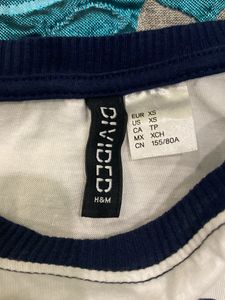 DIVIDED
H&M
EUR XS
US XS
CA TP
MX XCH
CN 155/80A